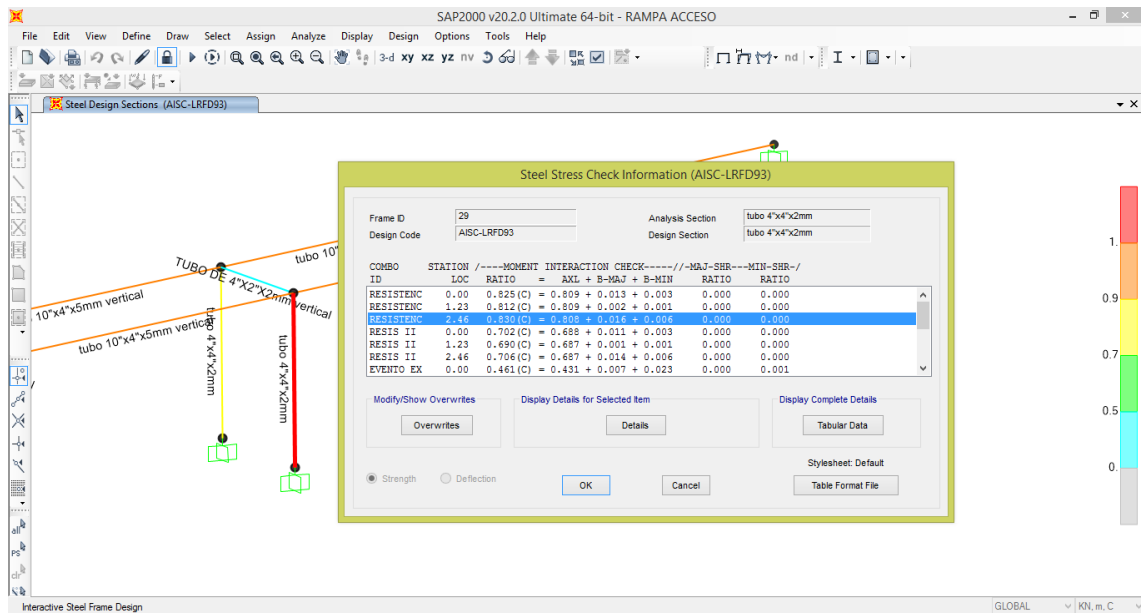 SAP2000 v20.2.0 Ultimate 64-bit - RAMPA ACCESO
File Edit View Define Draw Select Assign Analyze Display Design Options Tools Help
3-d xy xz yz nv nd
Steel Design Sections (AISC-LRFD93)
Steel Stress Check Information (AISC-LRFD93)
Frame ID 29 Analysis Section tubo 4"x4"x2mm
Design Code AISC-LRFD93 Design Section tubo 4"x4"x2mm
COMBO STATION /----MOMENT INTERACTION CHECK-----//-MAJ-SHR---MIN-SHR-/
ID LOC RATIO = AXL + B-MAJ + B-MIN RATIO RATIO
RESISTENC 0.00 0.825(C) = 0.809 + 0.013 + 0.003 0.000 0.000
RESISTENC 1.23 0.812(C) = 0.809 + 0.002 + 0.001 0.000 0.000
RESISTENC 2.46 0.830(C) = 0.808 + 0.016 + 0.006 0.000 0.000
RESIS II 0.00 0.702(C) = 0.688 + 0.011 + 0.003 0.000 0.000
RESIS II 1.23 0.690(C) = 0.687 + 0.001 + 0.001 0.000 0.000
RESIS II 2.46 0.706(C) = 0.687 + 0.014 + 0.006 0.000 0.000
EVENTO EX 0.00 0.461(C) = 0.431 + 0.007 + 0.023 0.000 0.001
Modify/Show Overwrites Display Details for Selected Item Display Complete Details
Overwrites Details Tabular Data
Stylesheet: Default
Strength Deflection OK Cancel Table Format File
tubo 10"
TUBO DE 4"X2"X2mm vertical
10"x4"x5mm vertical
tubo 10"x4"x5mm vertical
tubo 4"x4"x2mm
tubo 4"x4"x2mm
1.
0.9
0.7
0.5
0.
all
ps
clr
Interactive Steel Frame Design GLOBAL KN, m, C